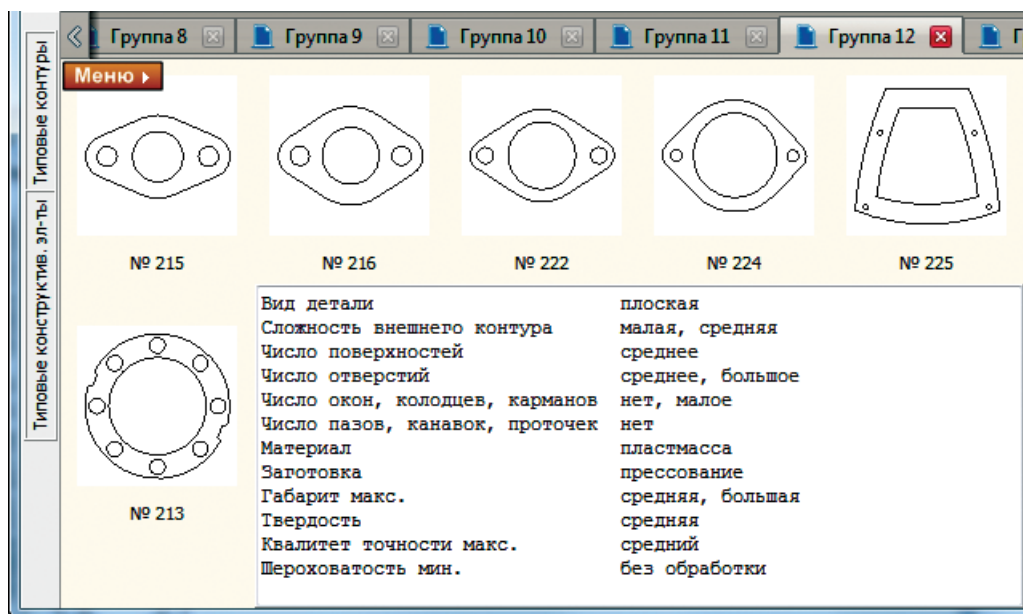 Группа 8
Группа 9
Группа 10
Группа 11
Группа 12
Г
Меню
Типовые контуры
Типовые конструктив. эл-ты
№ 215
№ 216
№ 222
№ 224
№ 225
№ 213
Вид детали плоская
Сложность внешнего контура малая, средняя
Число поверхностей среднее
Число отверстий среднее, большое
Число окон, колодцев, карманов нет, малое
Число пазов, канавок, проточек нет
Материал пластмасса
Заготовка прессование
Габарит макс. средняя, большая
Твердость средняя
Квалитет точности макс. средний
Шероховатость мин. без обработки